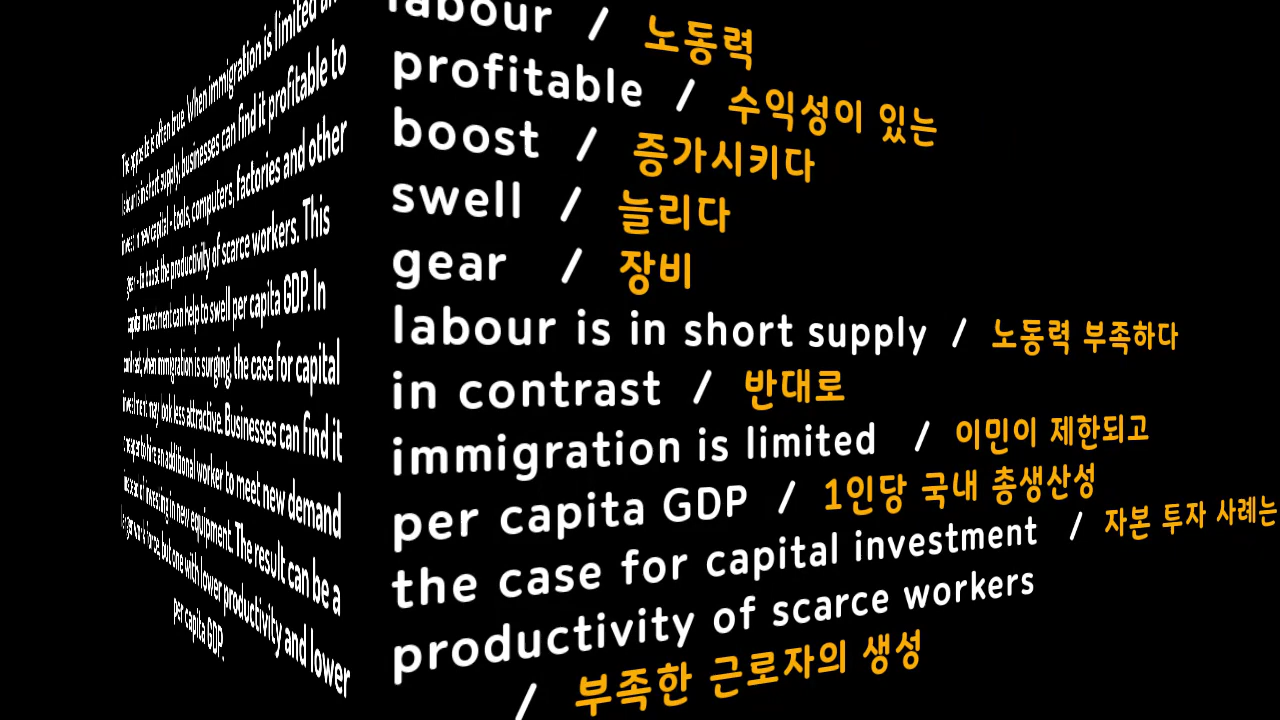 The opposite is often true. When immigration is limited an
labour is in short supply, businesses can find it profitable to
invest in new capital - tools, computers, factories and other
gear - to boost the productivity of scarce workers. This
capital investment can help to swell per capita GDP. In
contrast, when immigration is surging, the case for capital
investment may look less attractive. Businesses can find it
cheaper to hire an additional worker to meet new demand
instead of investing in new equipment. The result can be a
larger workforce, but one with lower productivity and lower
per capita GDP.
labour / 노동력
profitable / 수익성이 있는
boost / 증가시키다
swell / 늘리다
gear / 장비
labour is in short supply / 노동력 부족하다
in contrast / 반대로
immigration is limited / 이민이 제한되고
per capita GDP / 1인당 국내 총생산성
the case for capital investment / 자본 투자 사례는
productivity of scarce workers
/ 부족한 근로자의 생성